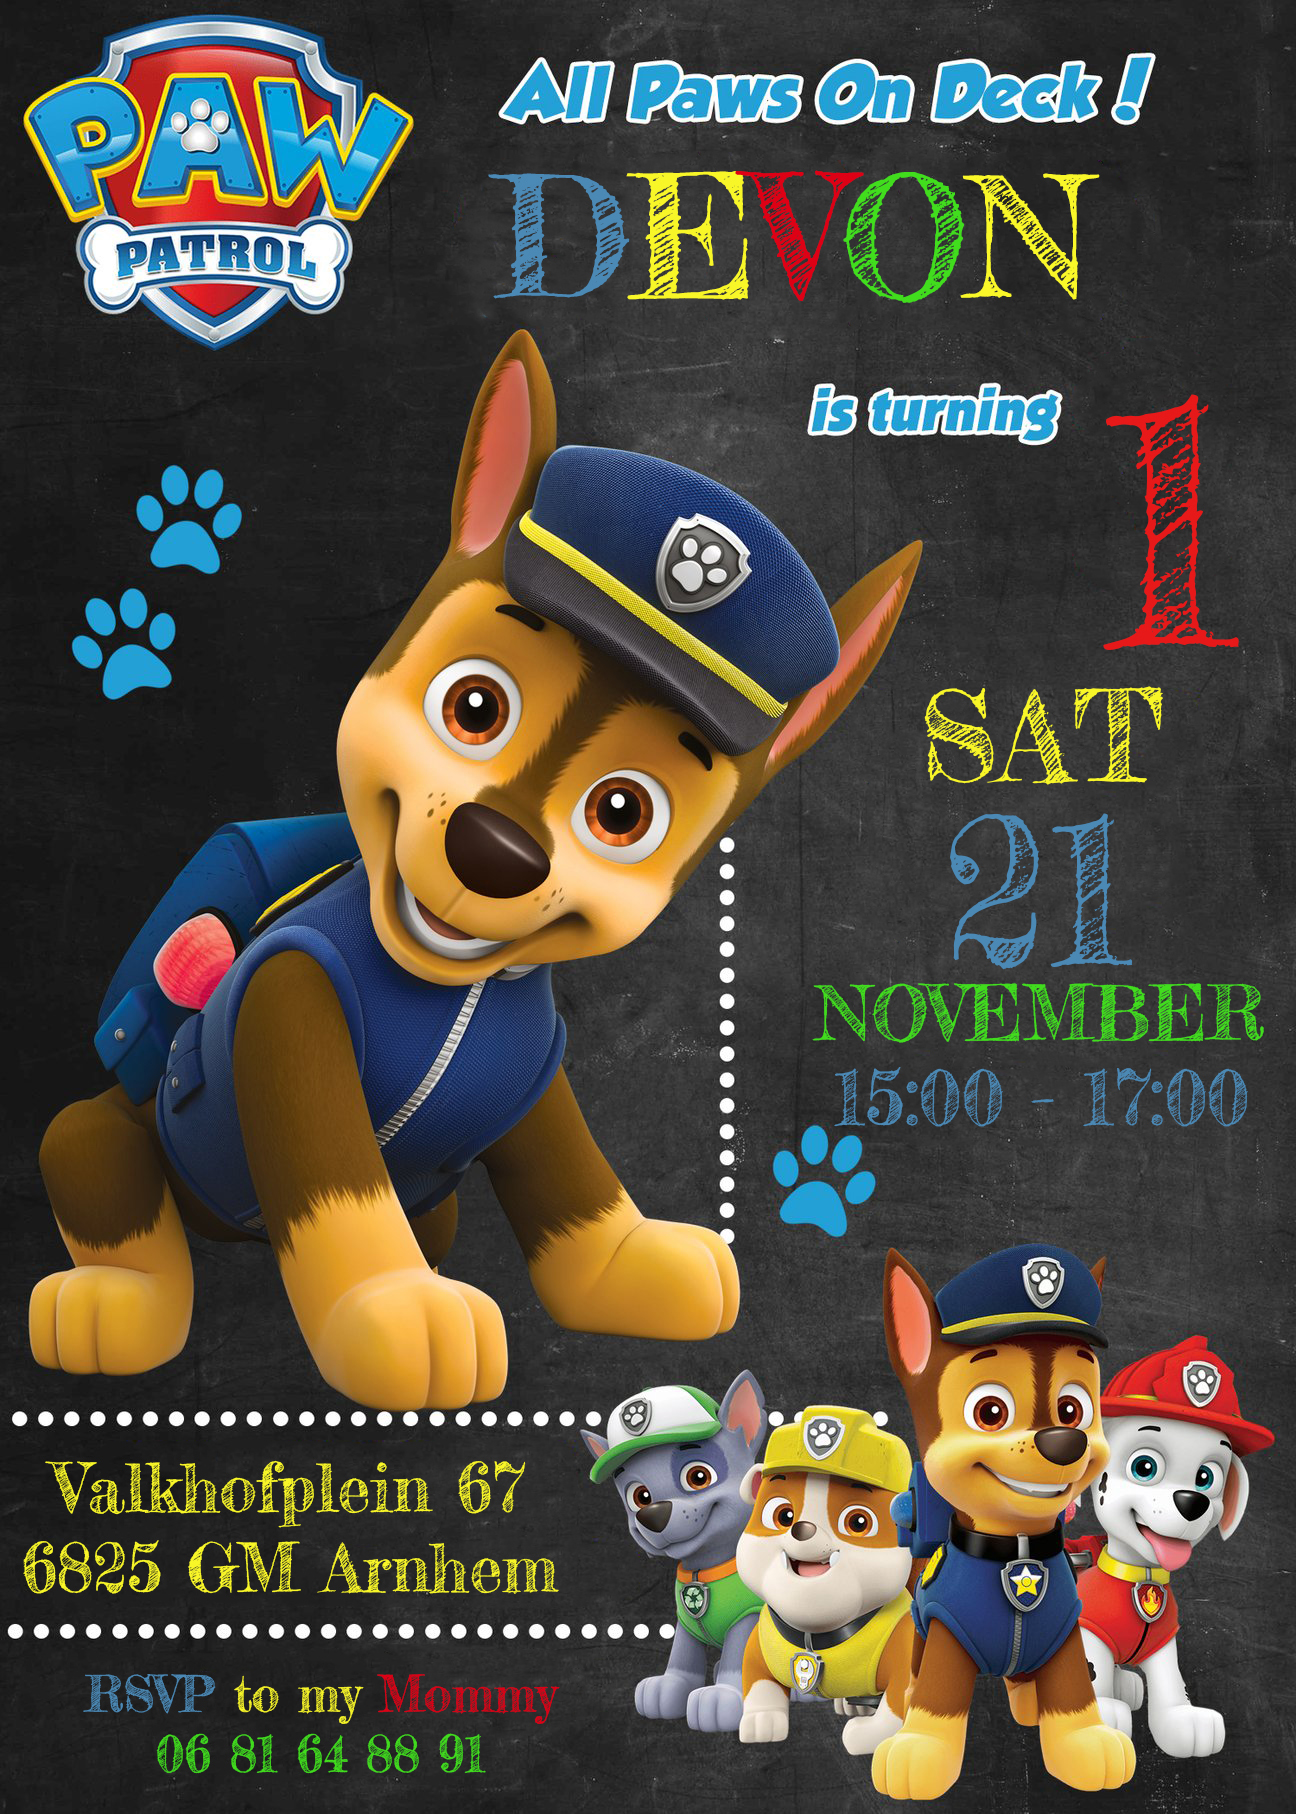 PAW
PATROL
All Paws On Deck!
DEVON
is turning
1
SAT
21
NOVEMBER
15:00 - 17:00
Valkhofplein 67
6825 GM Arnhem
RSVP to my Mommy
06 81 64 88 91